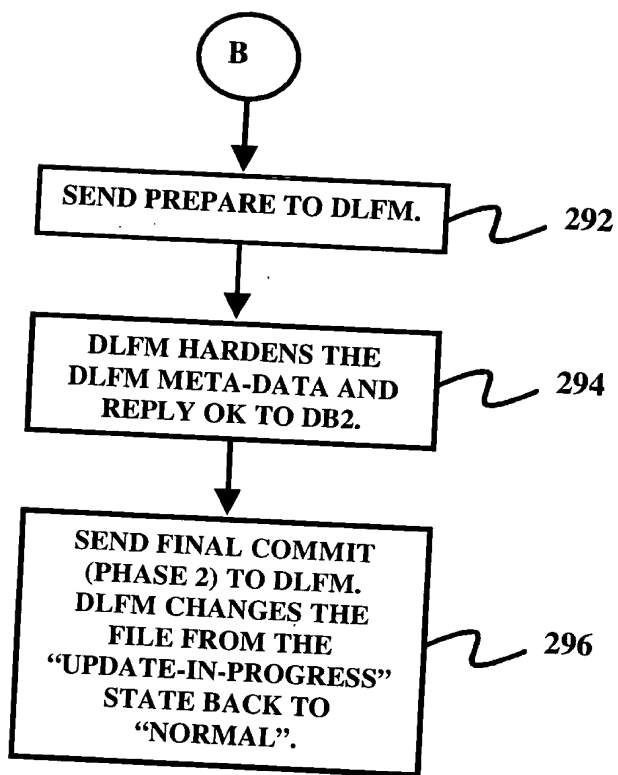 B
SEND PREPARE TO DLFM.
292
DLFM HARDENS THE
DLFM META-DATA AND
REPLY OK TO DB2.
294
SEND FINAL COMMIT
(PHASE 2) TO DLFM.
DLFM CHANGES THE
FILE FROM THE
“UPDATE-IN-PROGRESS”
STATE BACK TO
“NORMAL”.
296